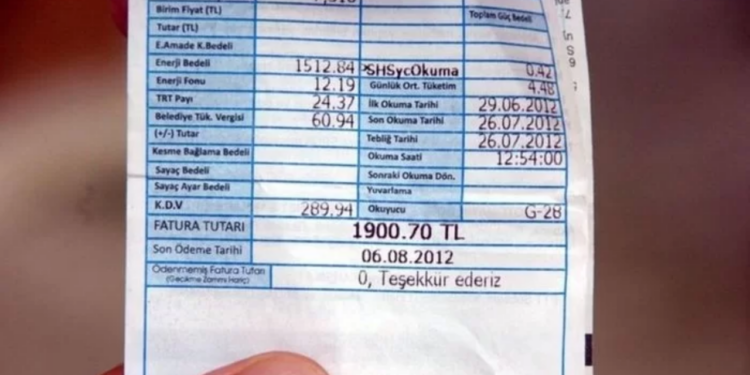 Birim Fiyat (TL)
Toplam Güç Bedeli
Tutar (TL)
E.Amade K.Bedeli
Enerji Bedeli 1512.84 *SHSycOkuma 0.42
Enerji Fonu 12.19 Günlük Ort. Tüketim 4.48
TRT Payı 24.37 İlk Okuma Tarihi 29.06.2012
Belediye Tük. Vergisi 60.94 Son Okuma Tarihi 26.07.2012
(+/-) Tutar Tebliğ Tarihi 26.07.2012
Kesme Bağlama Bedeli Okuma Saati 12:54:00
Sayaç Bedeli Sonraki Okuma Dön.
Sayaç Ayar Bedeli Yuvarlama
K.D.V 289.94 Okuyucu G-28
FATURA TUTARI 1900.70 TL
Son Ödeme Tarihi 06.08.2012
Ödenmemiş Fatura Tutarı 0, Teşekkür ederiz
(Gecikme Zammı Hariç)